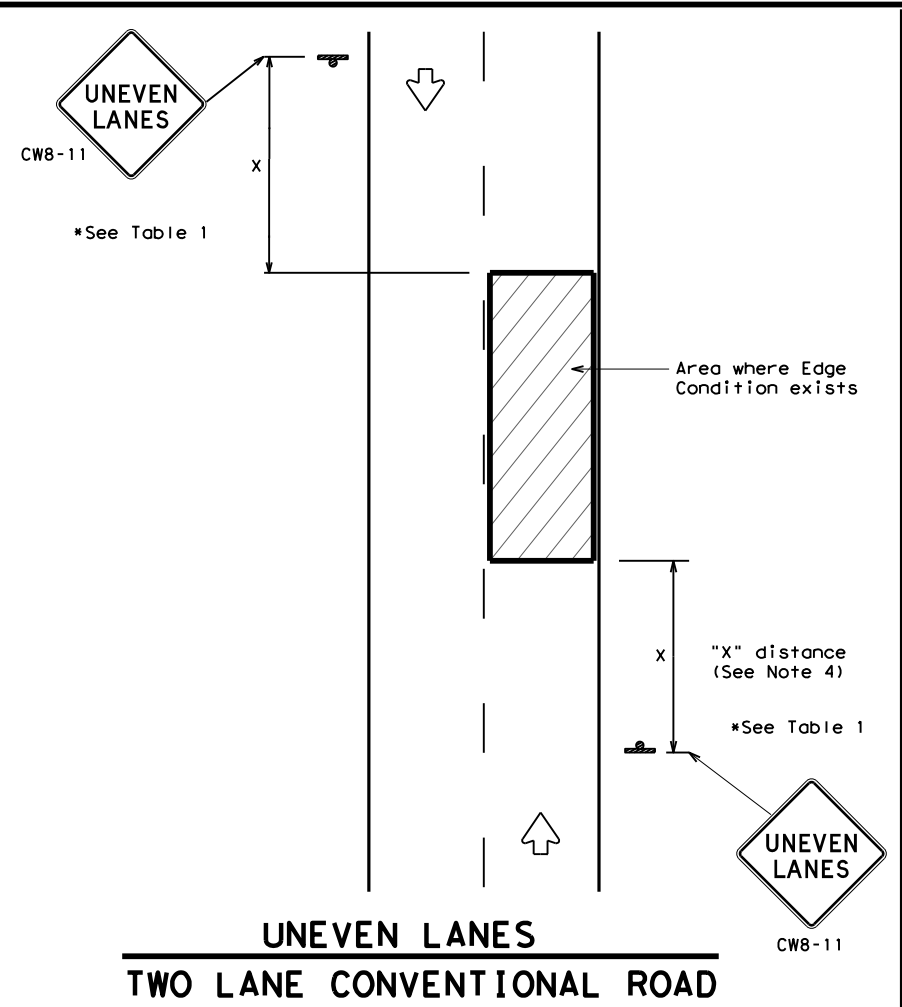 UNEVEN
LANES
CW8-11
X
*See Table 1
Area where Edge
Condition exists
X
"X" distance
(See Note 4)
*See Table 1
UNEVEN
LANES
CW8-11
UNEVEN LANES
TWO LANE CONVENTIONAL ROAD